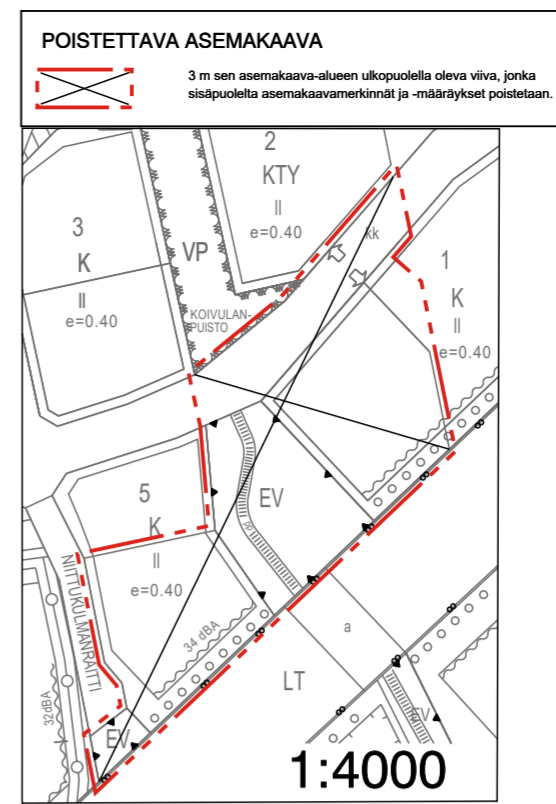 POISTETTAVA ASEMAKAAVA
3 m sen asemakaava-alueen ulkopuolella oleva viiva, jonka
sisäpuolelta asemakaavamerkinnät ja -määräykset poistetaan.
2
KTY
II
e=0.40
3
K
II
e=0.40
VP
kk
1
K
II
e=0.40
KOIVULAN-
PUISTO
5
K
II
e=0.40
EV
pp
NIITTUKULMANRAITTI
34 dBA
a
LT
32dBA
EV
EV
1:4000